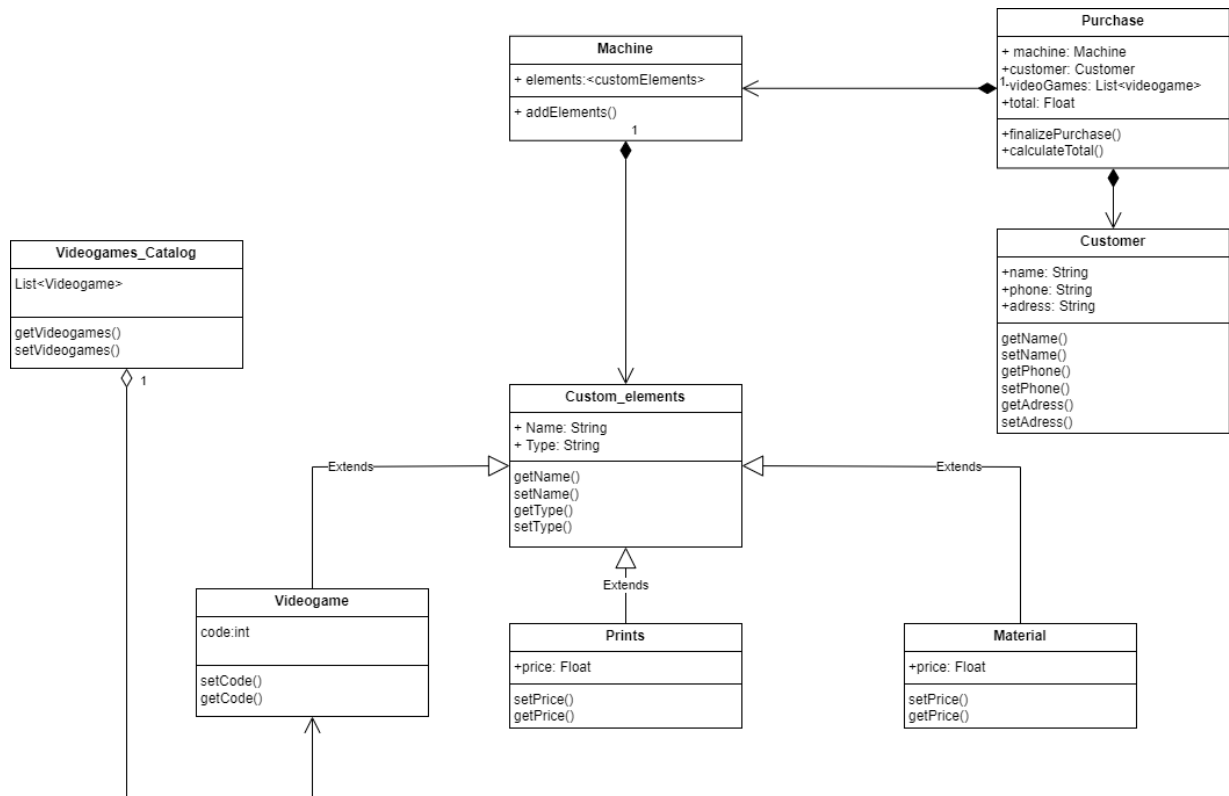 Purchase
+ machine: Machine
+customer: Customer
1
-videoGames: List<videogame>
+total: Float
+finalizePurchase()
+calculateTotal()
Machine
+ elements:<customElements>
+ addElements()
1
Customer
+name: String
+phone: String
+adress: String
getName()
setName()
getPhone()
setPhone()
getAdress()
setAdress()
Videogames_Catalog
List<Videogame>
getVideogames()
setVideogames()
1
Custom_elements
+ Name: String
+ Type: String
getName()
setName()
getType()
setType()
Extends
Extends
Extends
Videogame
code:int
setCode()
getCode()
Prints
+price: Float
setPrice()
getPrice()
Material
+price: Float
setPrice()
getPrice()